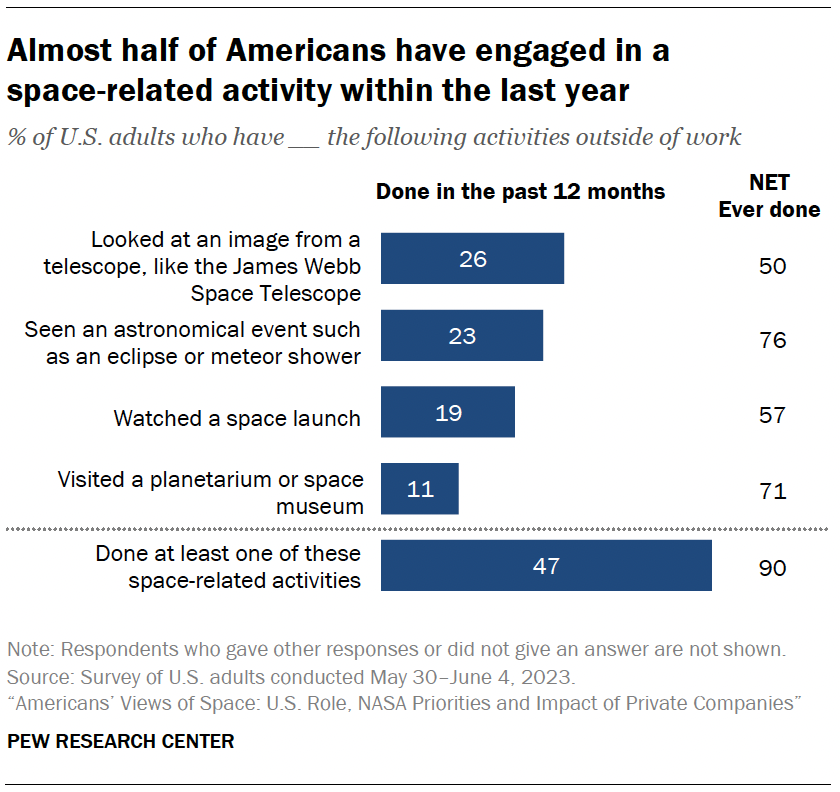 Almost half of Americans have engaged in a
space-related activity within the last year
% of U.S. adults who have __ the following activities outside of work
Done in the past 12 months
NET
Ever done
Looked at an image from a
telescope, like the James Webb
Space Telescope
26
50
Seen an astronomical event such
as an eclipse or meteor shower
23
76
Watched a space launch
19
57
Visited a planetarium or space
museum
11
71
Done at least one of these
space-related activities
47
90
Note: Respondents who gave other responses or did not give an answer are not shown.
Source: Survey of U.S. adults conducted May 30–June 4, 2023.
“Americans’ Views of Space: U.S. Role, NASA Priorities and Impact of Private Companies”
PEW RESEARCH CENTER